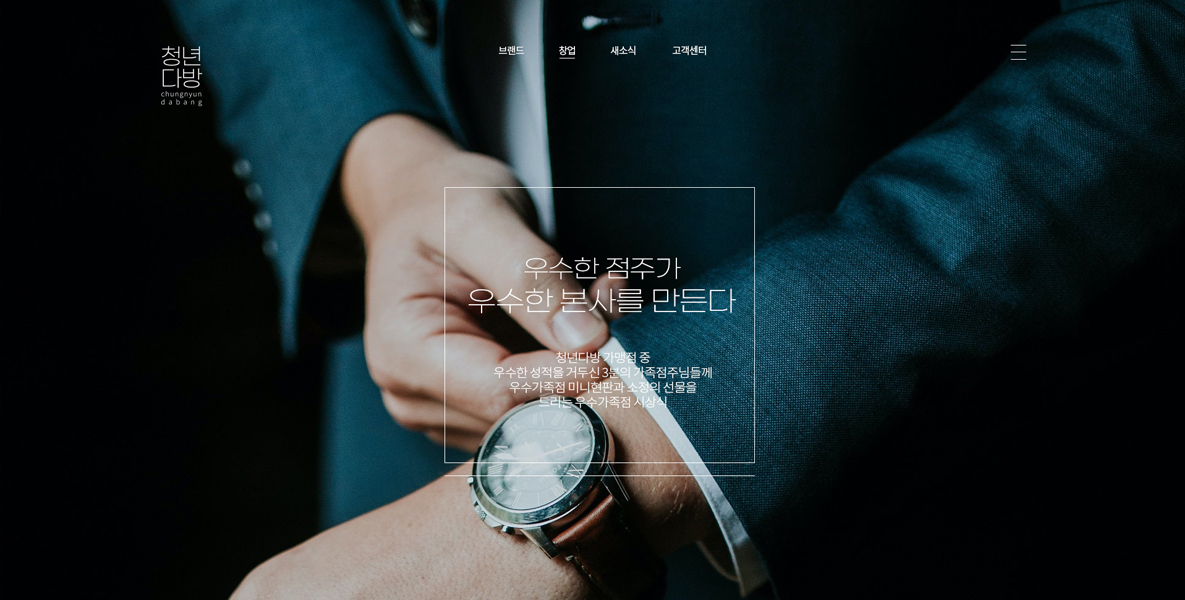 청년
다방
chungnyun
dabang
브랜드 창업 새소식 고객센터
우수한 점주가
우수한 본사를 만든다
청년다방 가맹점 중
우수한 성적을 거두신 3분의 가족점주님들께
우수가족점 미니현판과 소정의 선물을
드리는 우수가족점 시상식